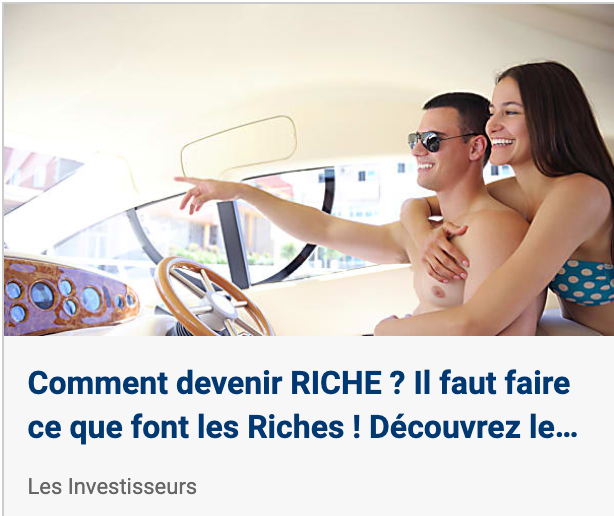 Comment devenir RICHE ? Il faut faire
ce que font les Riches ! Découvrez le...
Les Investisseurs